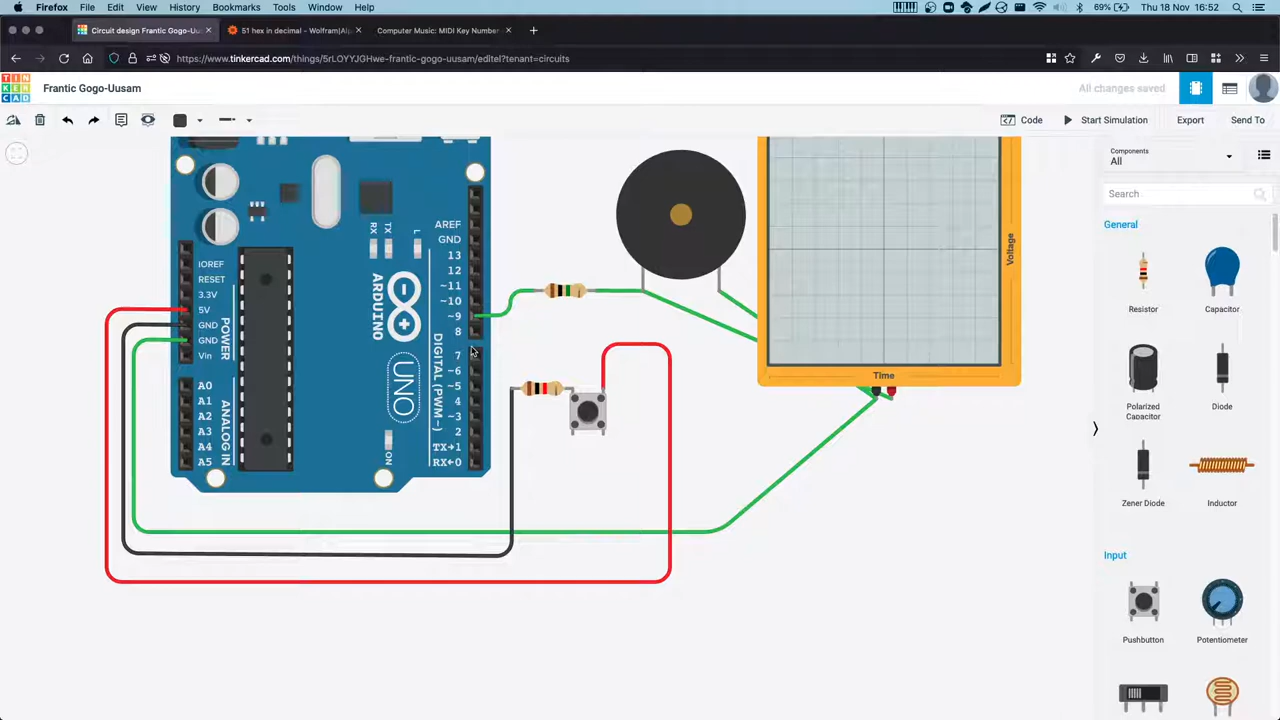 Firefox File Edit View History Bookmarks Tools Window Help 69% Thu 18 Nov 16:52
Circuit design Frantic Gogo-Uu 51 hex in decimal - Wolfram|Al Computer Music: MIDI Key Number
https://www.tinkercad.com/things/5rLOYYJGHwe-frantic-gogo-uusam/editel?tenant=circuits
TIN
KER
CAD
Frantic Gogo-Uusam
All changes saved
Code
Start Simulation
Export
Send To
Components
All
Search
General
Resistor
Capacitor
Polarized
Capacitor
Diode
Zener Diode
Inductor
Input
Pushbutton
Potentiometer
IOREF
RESET
3.3V
5V
GND
GND
Vin
POWER
A0
A1
A2
A3
A4
A5
ANALOG IN
RX
TX
L
ARDUINO
UNO
ON
AREF
GND
13
12
~11
~10
~9
8
7
~6
~5
4
~3
2
TX→1
RX←0
DIGITAL (PWM~)
Voltage
Time